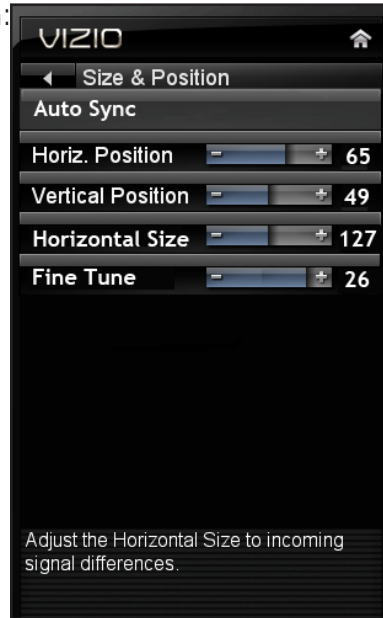 VIZIO
Size & Position
Auto Sync
Horiz. Position - + 65
Vertical Position - + 49
Horizontal Size - + 127
Fine Tune - + 26
Adjust the Horizontal Size to incoming
signal differences.